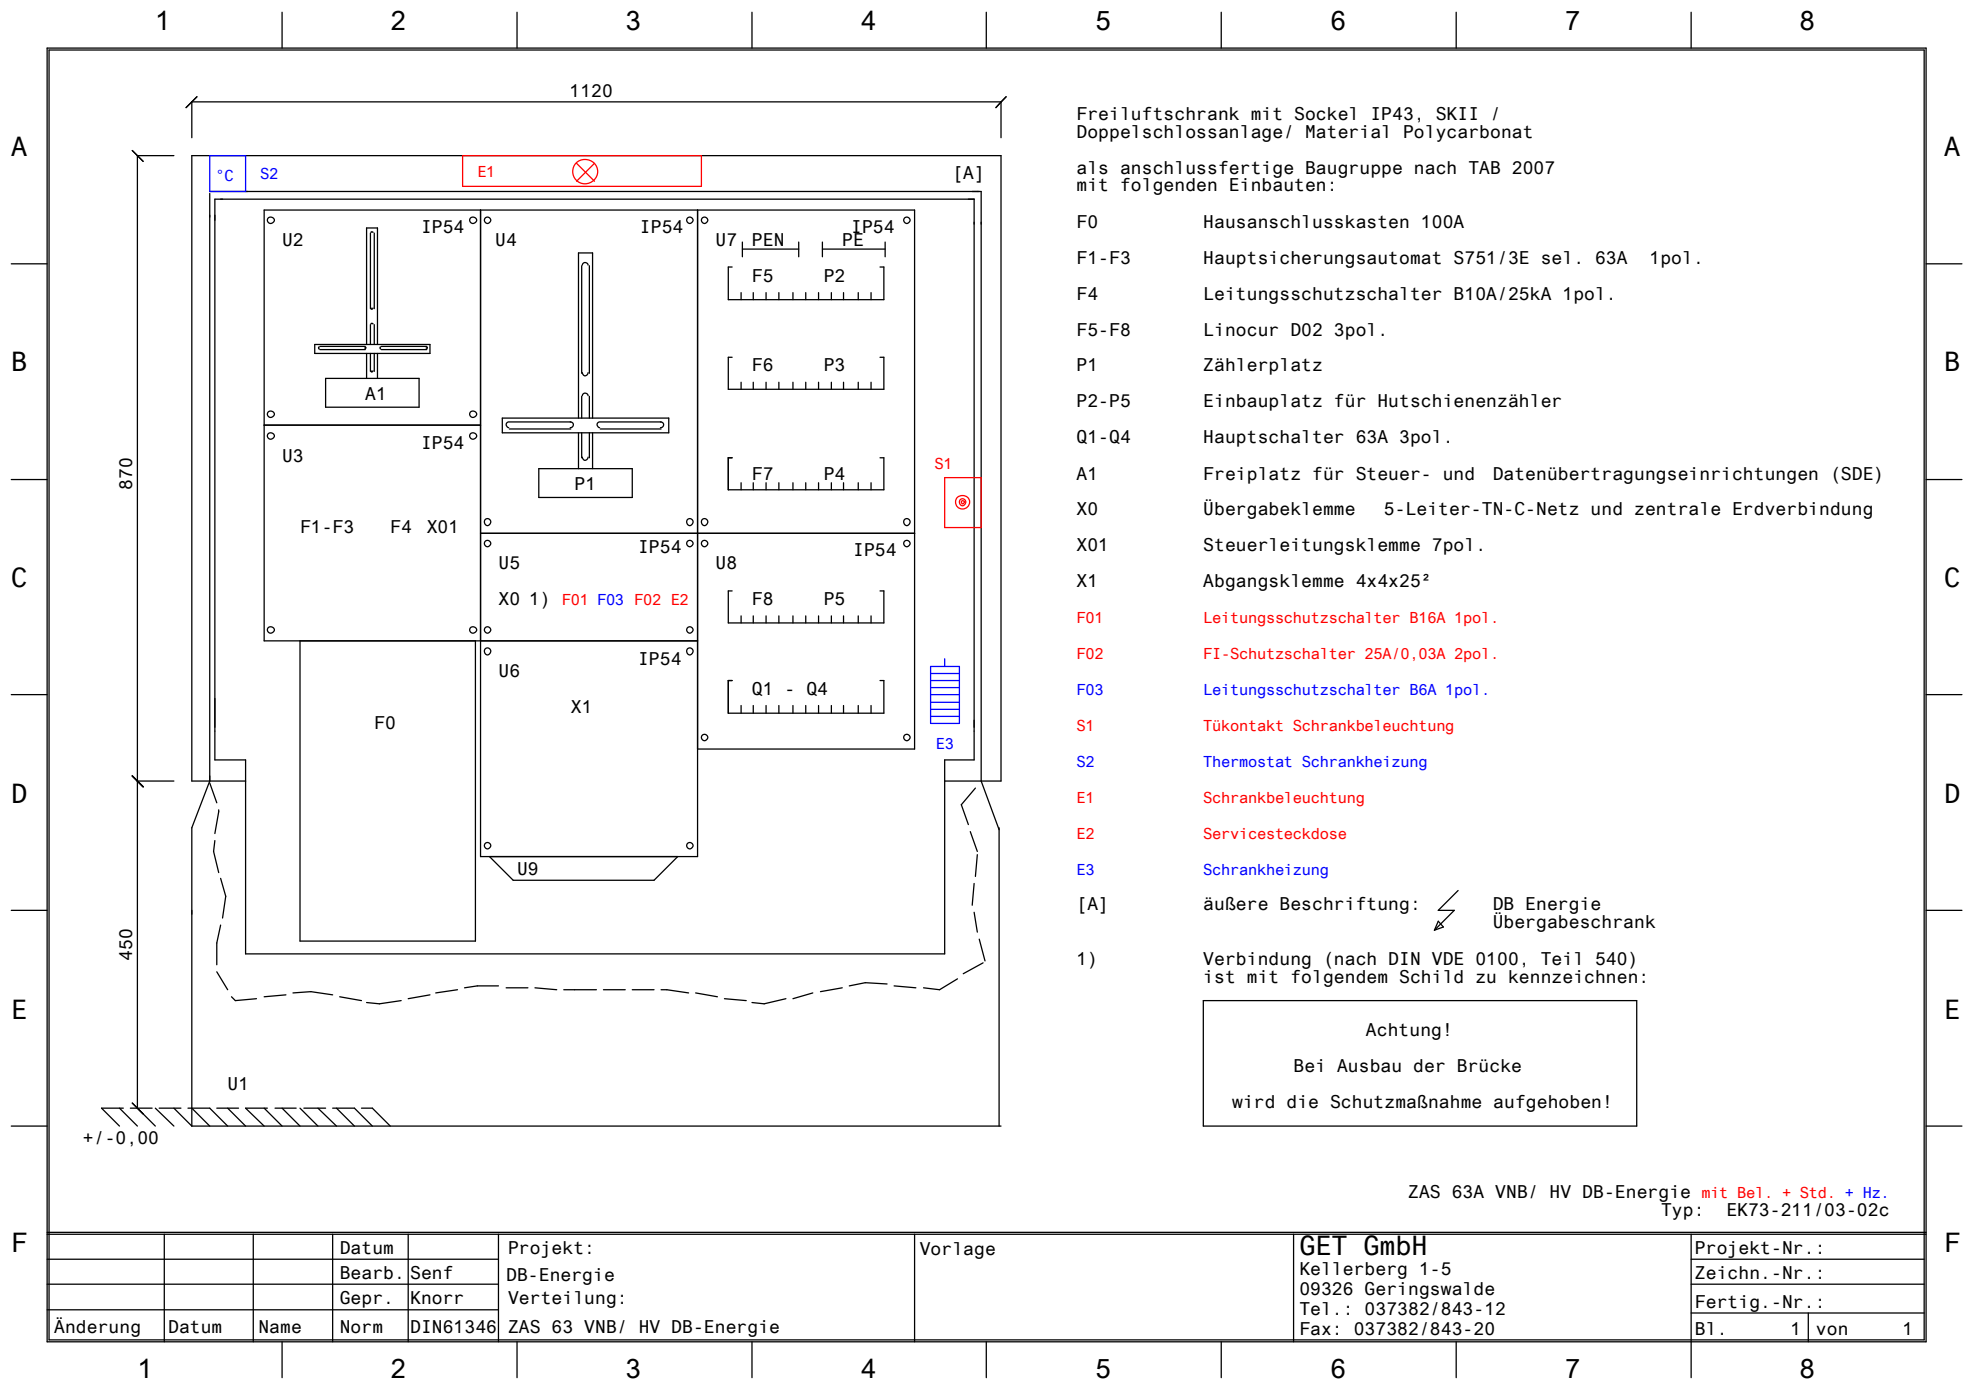 1 2 3 4 5 6 7 8
A A
B B
C C
D D
E E
F F
1120
870
450
°C S2
E1
[A]
U2 IP54
A1
U3 IP54
F1-F3 F4 X01
U4 IP54
P1
U5 IP54
X0 1) F01 F03 F02 E2
U6 IP54
X1
U7 PEN PE IP54
F5 P2
F6 P3
F7 P4
S1
U8 IP54
F8 P5
Q1 - Q4
E3
F0
U9
U1
+/-0,00
Freiluftschrank mit Sockel IP43, SKII /
Doppelschlossanlage/ Material Polycarbonat
als anschlussfertige Baugruppe nach TAB 2007
mit folgenden Einbauten:
F0 Hausanschlusskasten 100A
F1-F3 Hauptsicherungsautomat S751/3E sel. 63A 1pol.
F4 Leitungsschutzschalter B10A/25kA 1pol.
F5-F8 Linocur D02 3pol.
P1 Zählerplatz
P2-P5 Einbauplatz für Hutschienenzähler
Q1-Q4 Hauptschalter 63A 3pol.
A1 Freiplatz für Steuer- und Datenübertragungseinrichtungen (SDE)
X0 Übergabeklemme 5-Leiter-TN-C-Netz und zentrale Erdverbindung
X01 Steuerleitungsklemme 7pol.
X1 Abgangsklemme 4x4x25²
F01 Leitungsschutzschalter B16A 1pol.
F02 FI-Schutzschalter 25A/0,03A 2pol.
F03 Leitungsschutzschalter B6A 1pol.
S1 Tükontakt Schrankbeleuchtung
S2 Thermostat Schrankheizung
E1 Schrankbeleuchtung
E2 Servicesteckdose
E3 Schrankheizung
[A] äußere Beschriftung: DB Energie
Übergabeschrank
1) Verbindung (nach DIN VDE 0100, Teil 540)
ist mit folgendem Schild zu kennzeichnen:
Achtung!
Bei Ausbau der Brücke
wird die Schutzmaßnahme aufgehoben!
ZAS 63A VNB/ HV DB-Energie mit Bel. + Std. + Hz.
Typ: EK73-211/03-02c
Datum
Bearb. Senf
Gepr. Knorr
Änderung Datum Name Norm DIN61346
Projekt:
DB-Energie
Verteilung:
ZAS 63 VNB/ HV DB-Energie
Vorlage
GET GmbH
Kellerberg 1-5
09326 Geringswalde
Tel.: 037382/843-12
Fax: 037382/843-20
Projekt-Nr.:
Zeichn.-Nr.:
Fertig.-Nr.:
Bl. 1 von 1
1 2 3 4 5 6 7 8